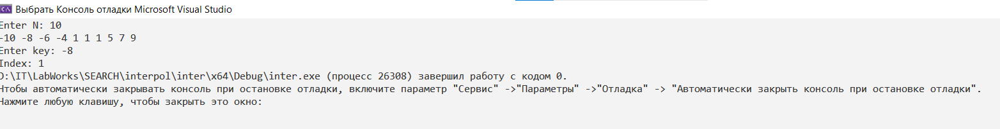 C:\ Выбрать Консоль отладки Microsoft Visual Studio
Enter N: 10
-10 -8 -6 -4 1 1 1 5 7 9
Enter key: -8
Index: 1
D:\IT\LabWorks\SEARCH\interpol\inter\x64\Debug\inter.exe (процесс 26308) завершил работу с кодом 0.
Чтобы автоматически закрывать консоль при остановке отладки, включите параметр "Сервис" ->"Параметры" ->"Отладка" -> "Автоматически закрыть консоль при остановке отладки".
Нажмите любую клавишу, чтобы закрыть это окно: